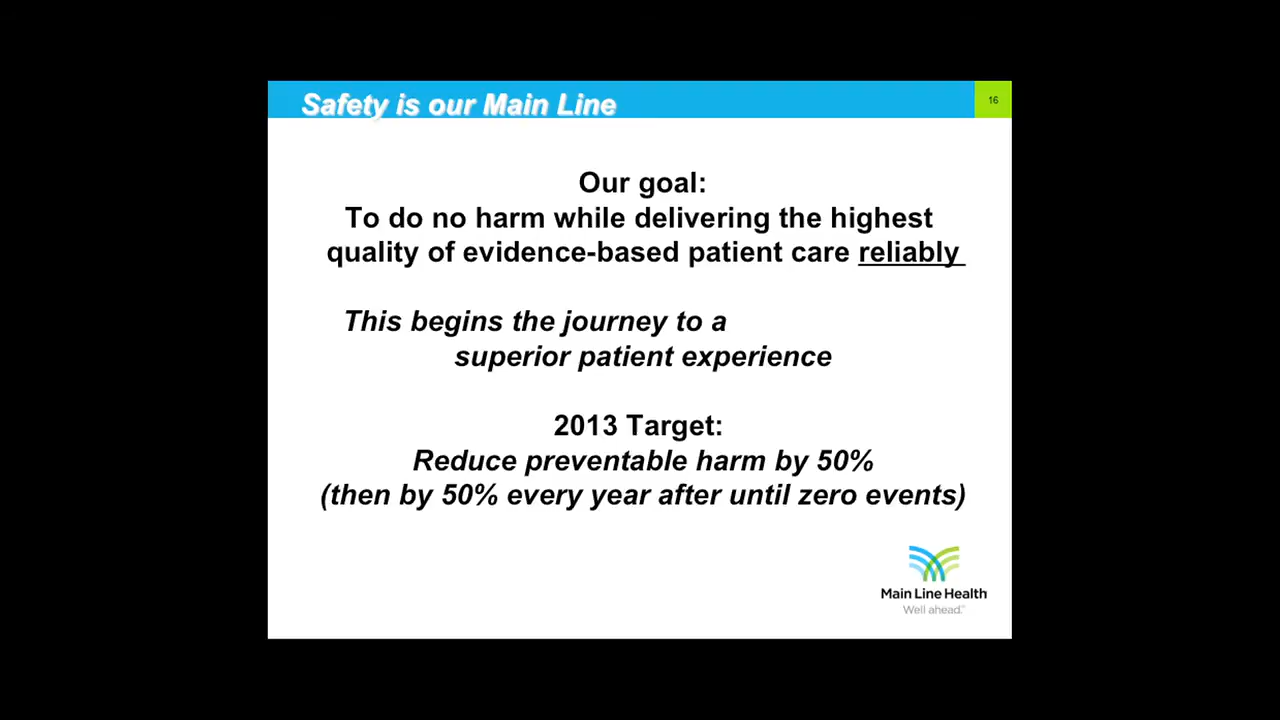 Safety is our Main Line
16
Our goal:
To do no harm while delivering the highest
quality of evidence-based patient care reliably
This begins the journey to a
superior patient experience
2013 Target:
Reduce preventable harm by 50%
(then by 50% every year after until zero events)
Main Line Health
Well ahead.™